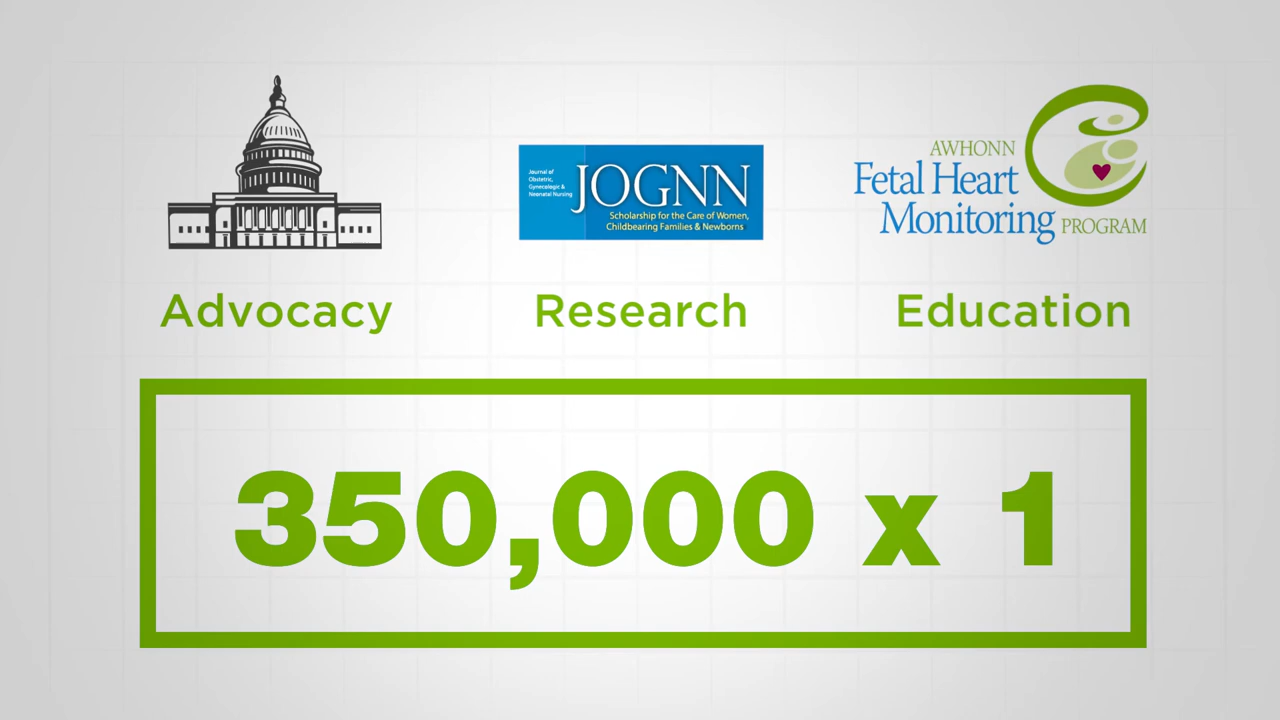 Journal of
Obstetric,
Gynecologic &
Neonatal Nursing
JOGNN
Scholarship for the Care of Women,
Childbearing Families & Newborns
AWHONN
Fetal Heart
Monitoring PROGRAM
Advocacy
Research
Education
350,000 x 1